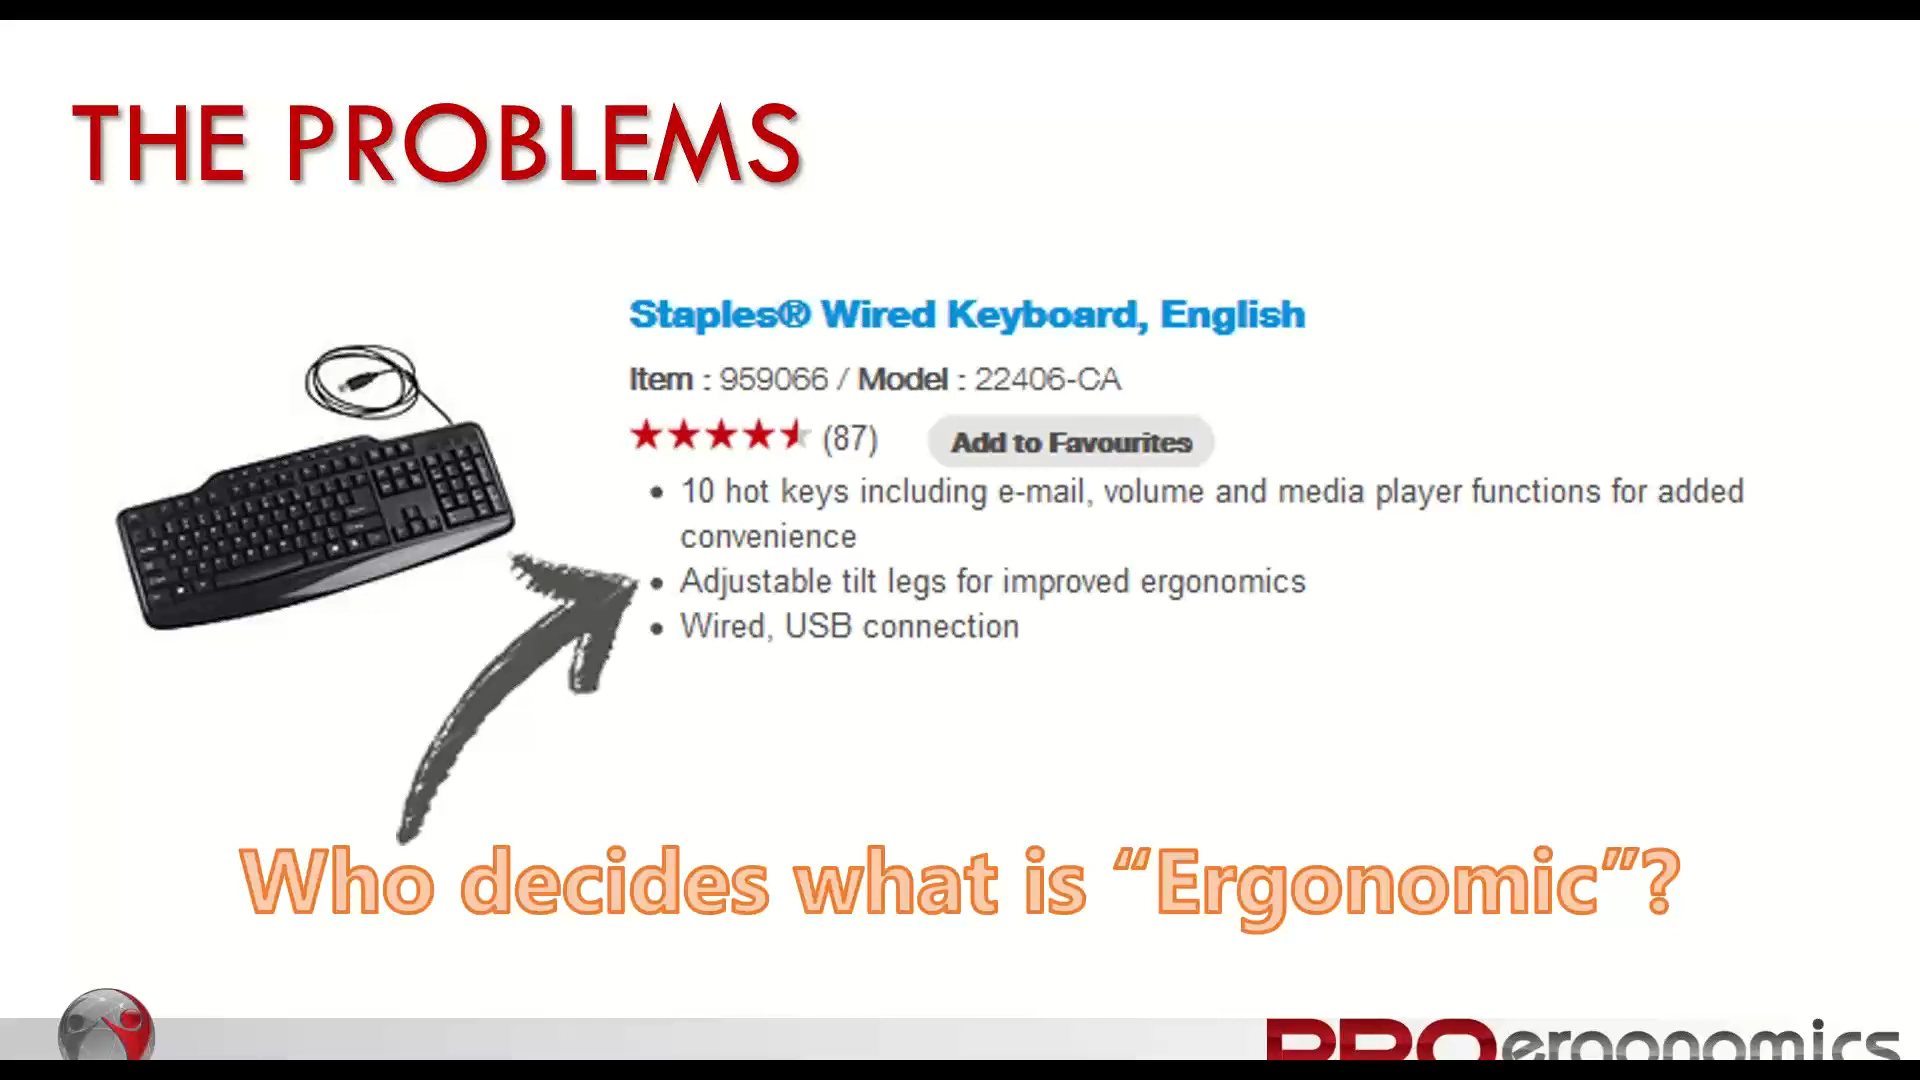 THE PROBLEMS
Staples® Wired Keyboard, English
Item : 959066 / Model : 22406-CA
(87) Add to Favourites
• 10 hot keys including e-mail, volume and media player functions for added
convenience
• Adjustable tilt legs for improved ergonomics
• Wired, USB connection
Who decides what is “Ergonomic”?
PROergonomics